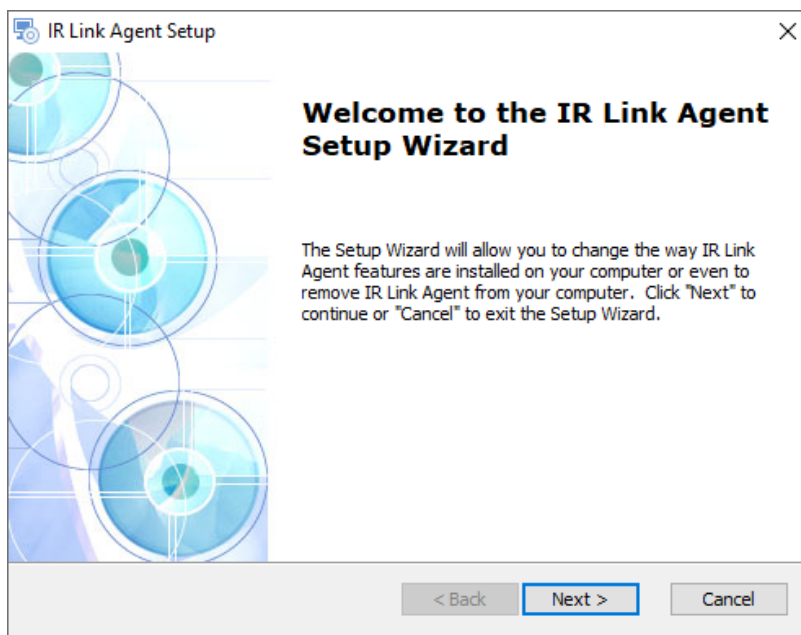 IR Link Agent Setup
Welcome to the IR Link Agent
Setup Wizard
The Setup Wizard will allow you to change the way IR Link
Agent features are installed on your computer or even to
remove IR Link Agent from your computer.  Click "Next" to
continue or "Cancel" to exit the Setup Wizard.
< Back
Next >
Cancel